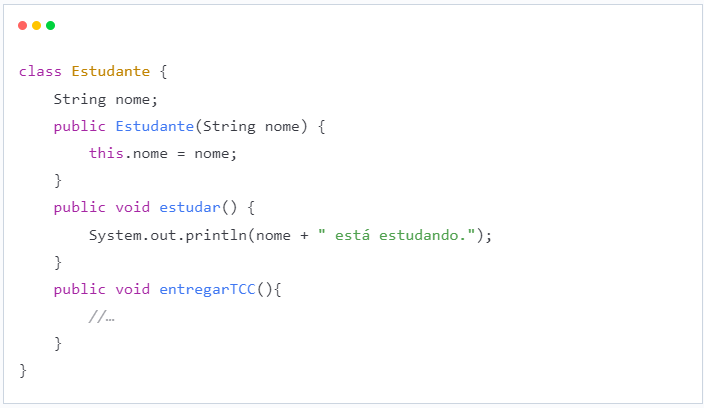 class Estudante {
    String nome;
    public Estudante(String nome) {
        this.nome = nome;
    }
    public void estudar() {
        System.out.println(nome + " está estudando.");
    }
    public void entregarTCC(){
        //…
    }
}